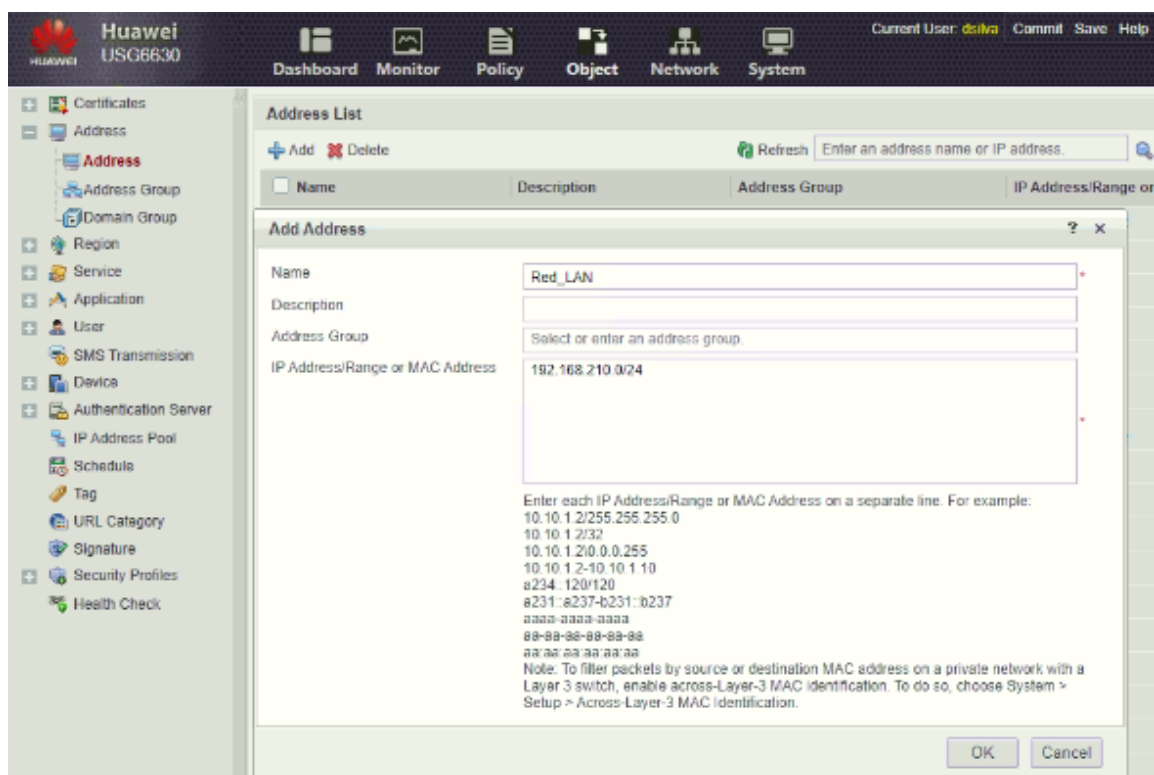 Huawei
USG6630
HUAWEI
Dashboard Monitor Policy Object Network System
Current User: dsilva Commit Save Help
Certificates
Address
Address
Address Group
Domain Group
Region
Service
Application
User
SMS Transmission
Device
Authentication Server
IP Address Pool
Schedule
Tag
URL Category
Signature
Security Profiles
Health Check
Address List
Add Delete Refresh Enter an address name or IP address.
Name Description Address Group IP Address/Range or
Add Address ? x
Name Red_LAN *
Description
Address Group Select or enter an address group.
IP Address/Range or MAC Address 192.168.210.0/24
*
Enter each IP Address/Range or MAC Address on a separate line. For example:
10.10.1.2/255.255.255.0
10.10.1.2/32
10.10.1.2\0.0.0.255
10.10.1.2-10.10.1.10
a234::120/120
a231::a237-b231::b237
aaaa-aaaa-aaaa
aa-aa-aa-aa-aa-aa
aa:aa:aa:aa:aa:aa
Note: To filter packets by source or destination MAC address on a private network with a
Layer 3 switch, enable across-Layer-3 MAC identification. To do so, choose System >
Setup > Across-Layer-3 MAC Identification.
OK Cancel